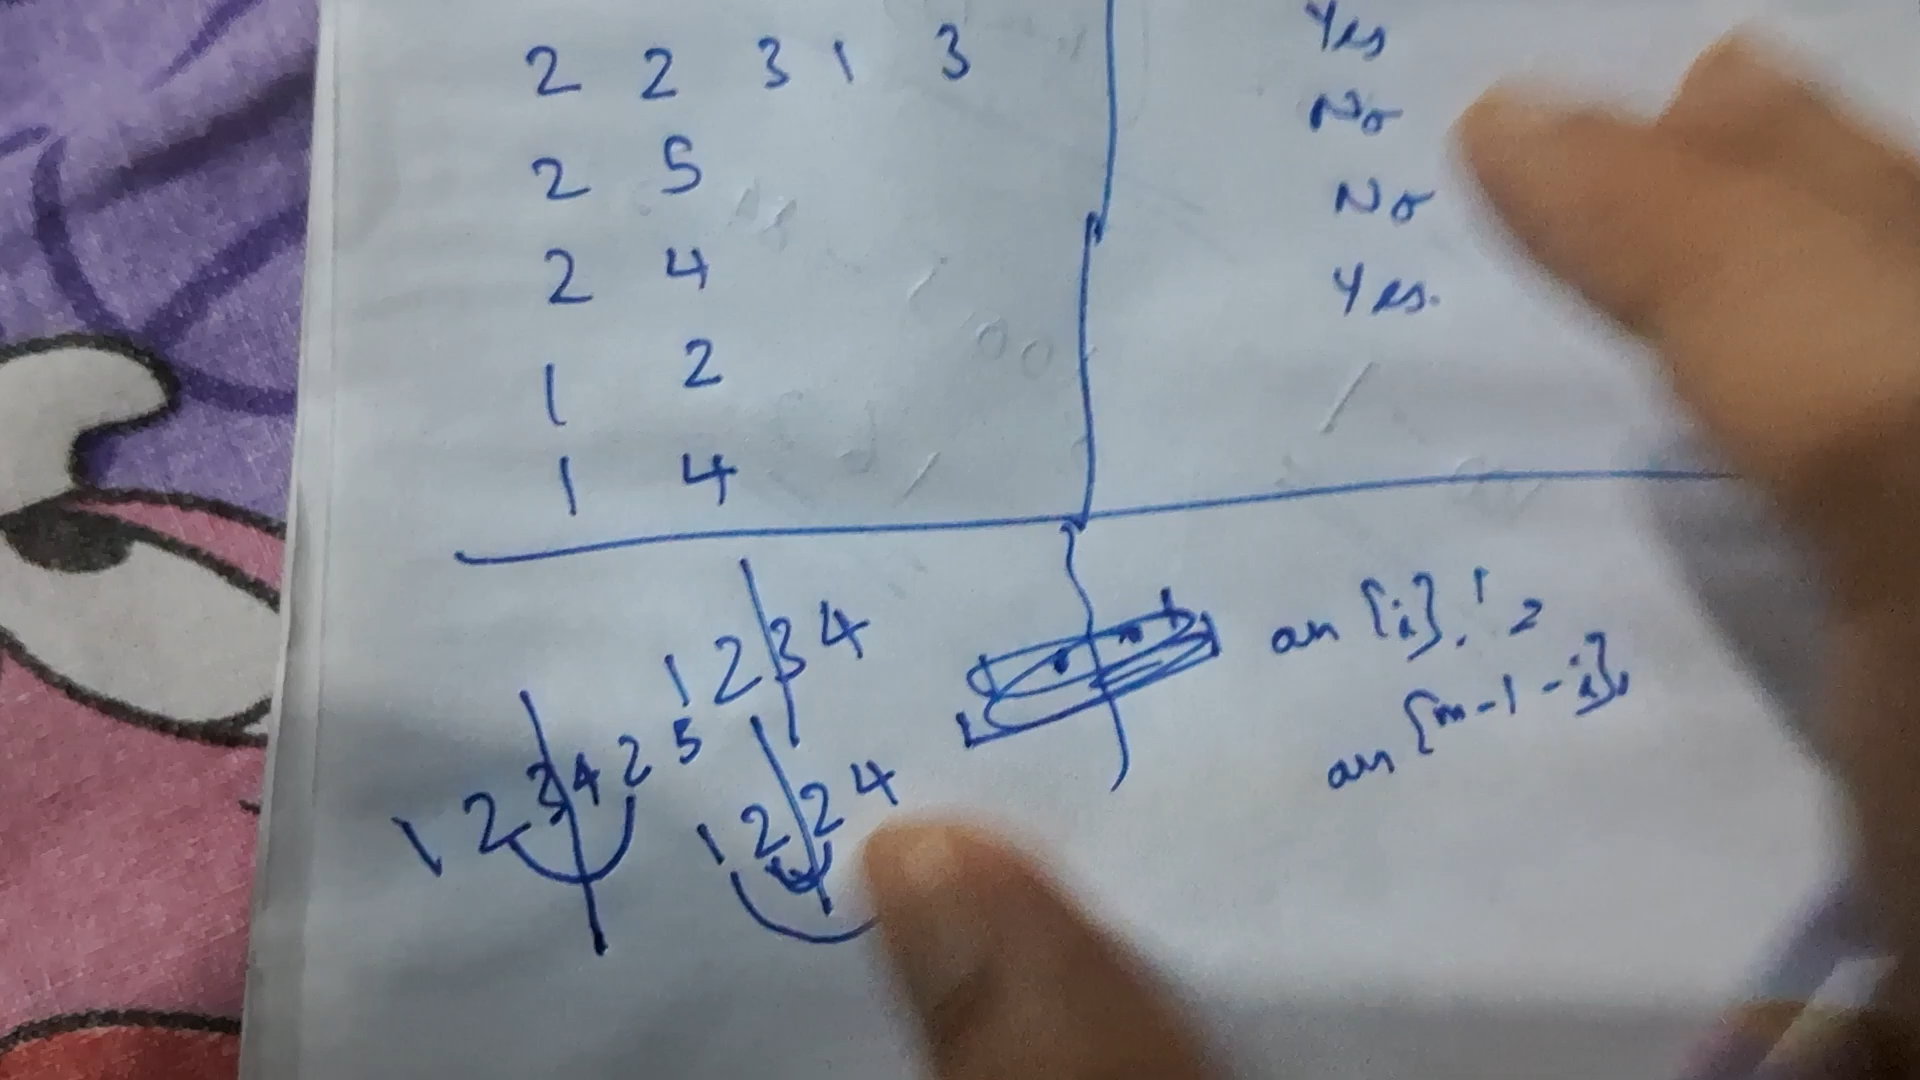 2 2 3 1 3
2 5
2 4
1 2
1 4
Yes
No
No
Yes.
1 2 3 4
1 2 3 4 2 5
1 2 2 4
arr[i], 2
arr[n-1-i],